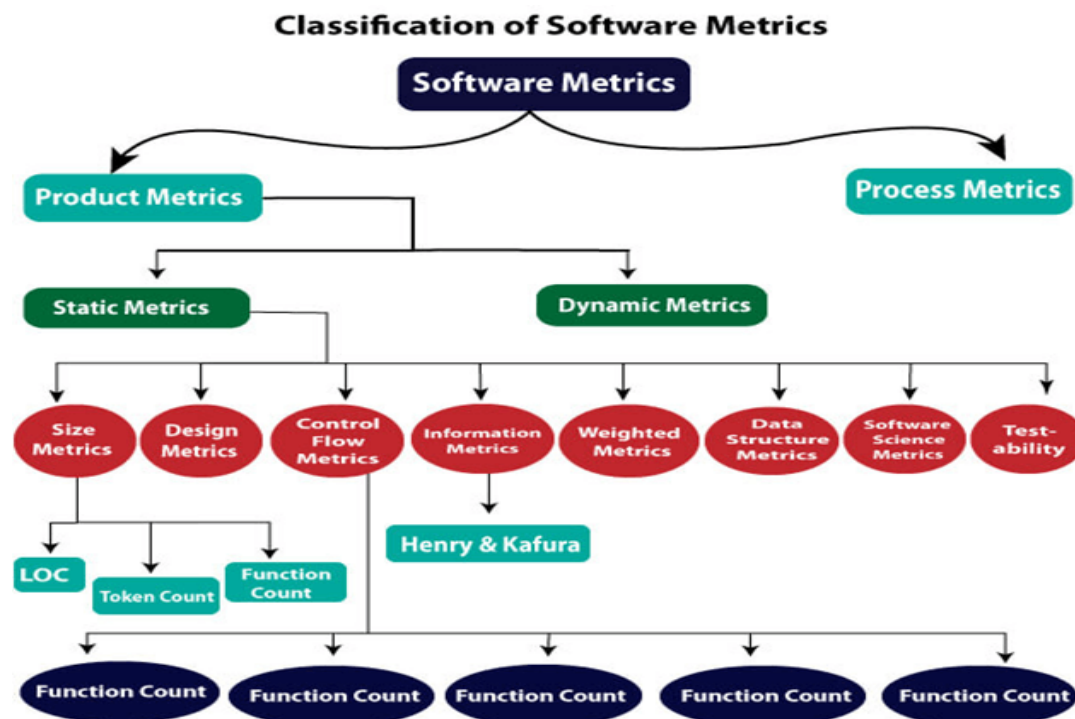 Classification of Software Metrics
Software Metrics
Product Metrics
Process Metrics
Static Metrics
Dynamic Metrics
Size
Metrics
Design
Metrics
Control
Flow
Metrics
Information
Metrics
Weighted
Metrics
Data
Structure
Metrics
Software
Science
Metrics
Test-
ability
Henry & Kafura
LOC
Token Count
Function
Count
Function Count
Function Count
Function Count
Function Count
Function Count